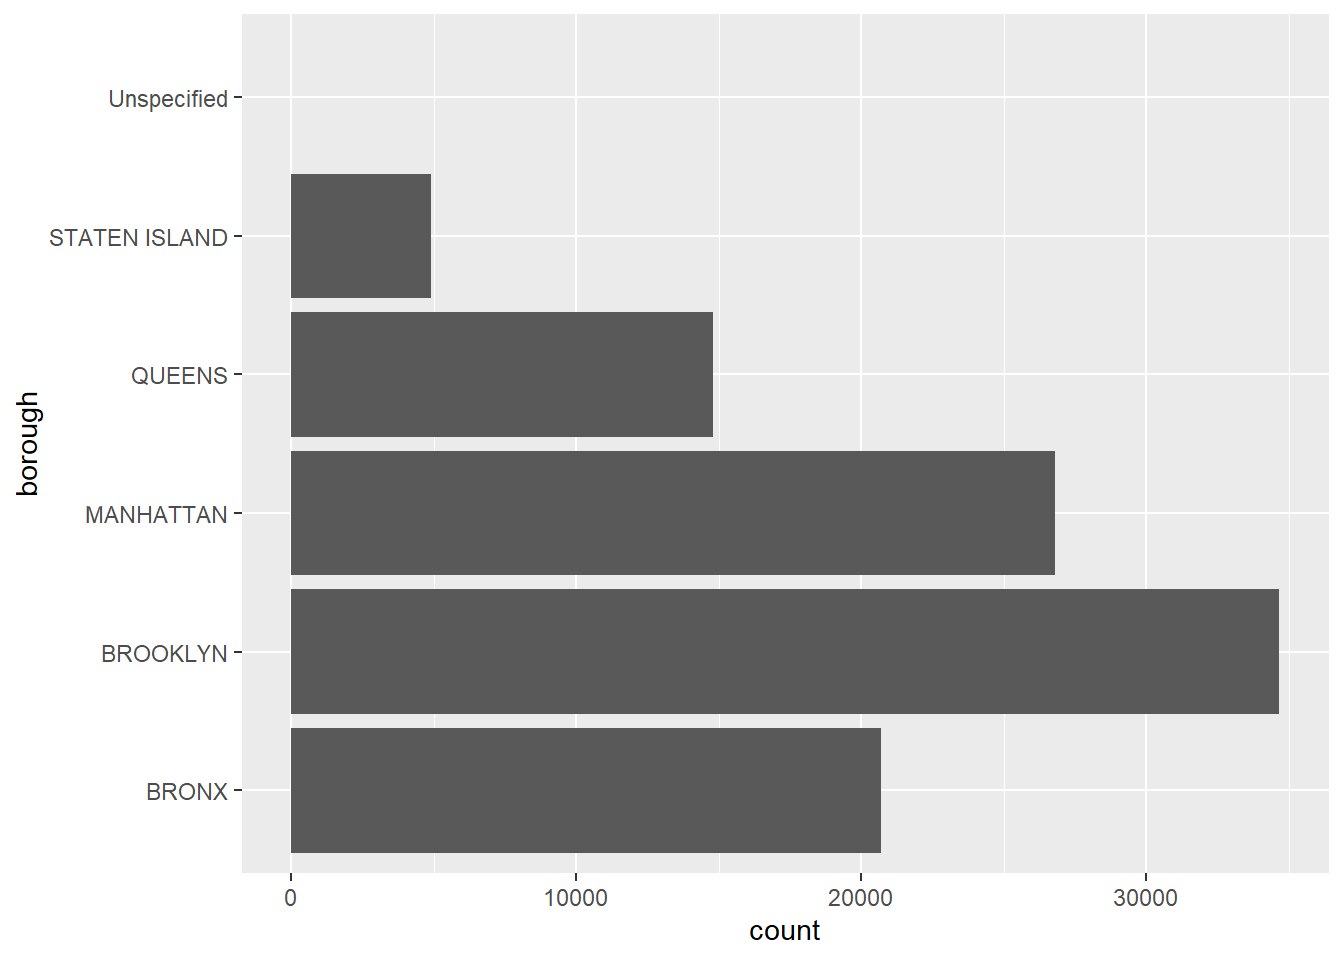 Unspecified
STATEN ISLAND
QUEENS
MANHATTAN
BROOKLYN
BRONX
borough
0 10000 20000 30000
count